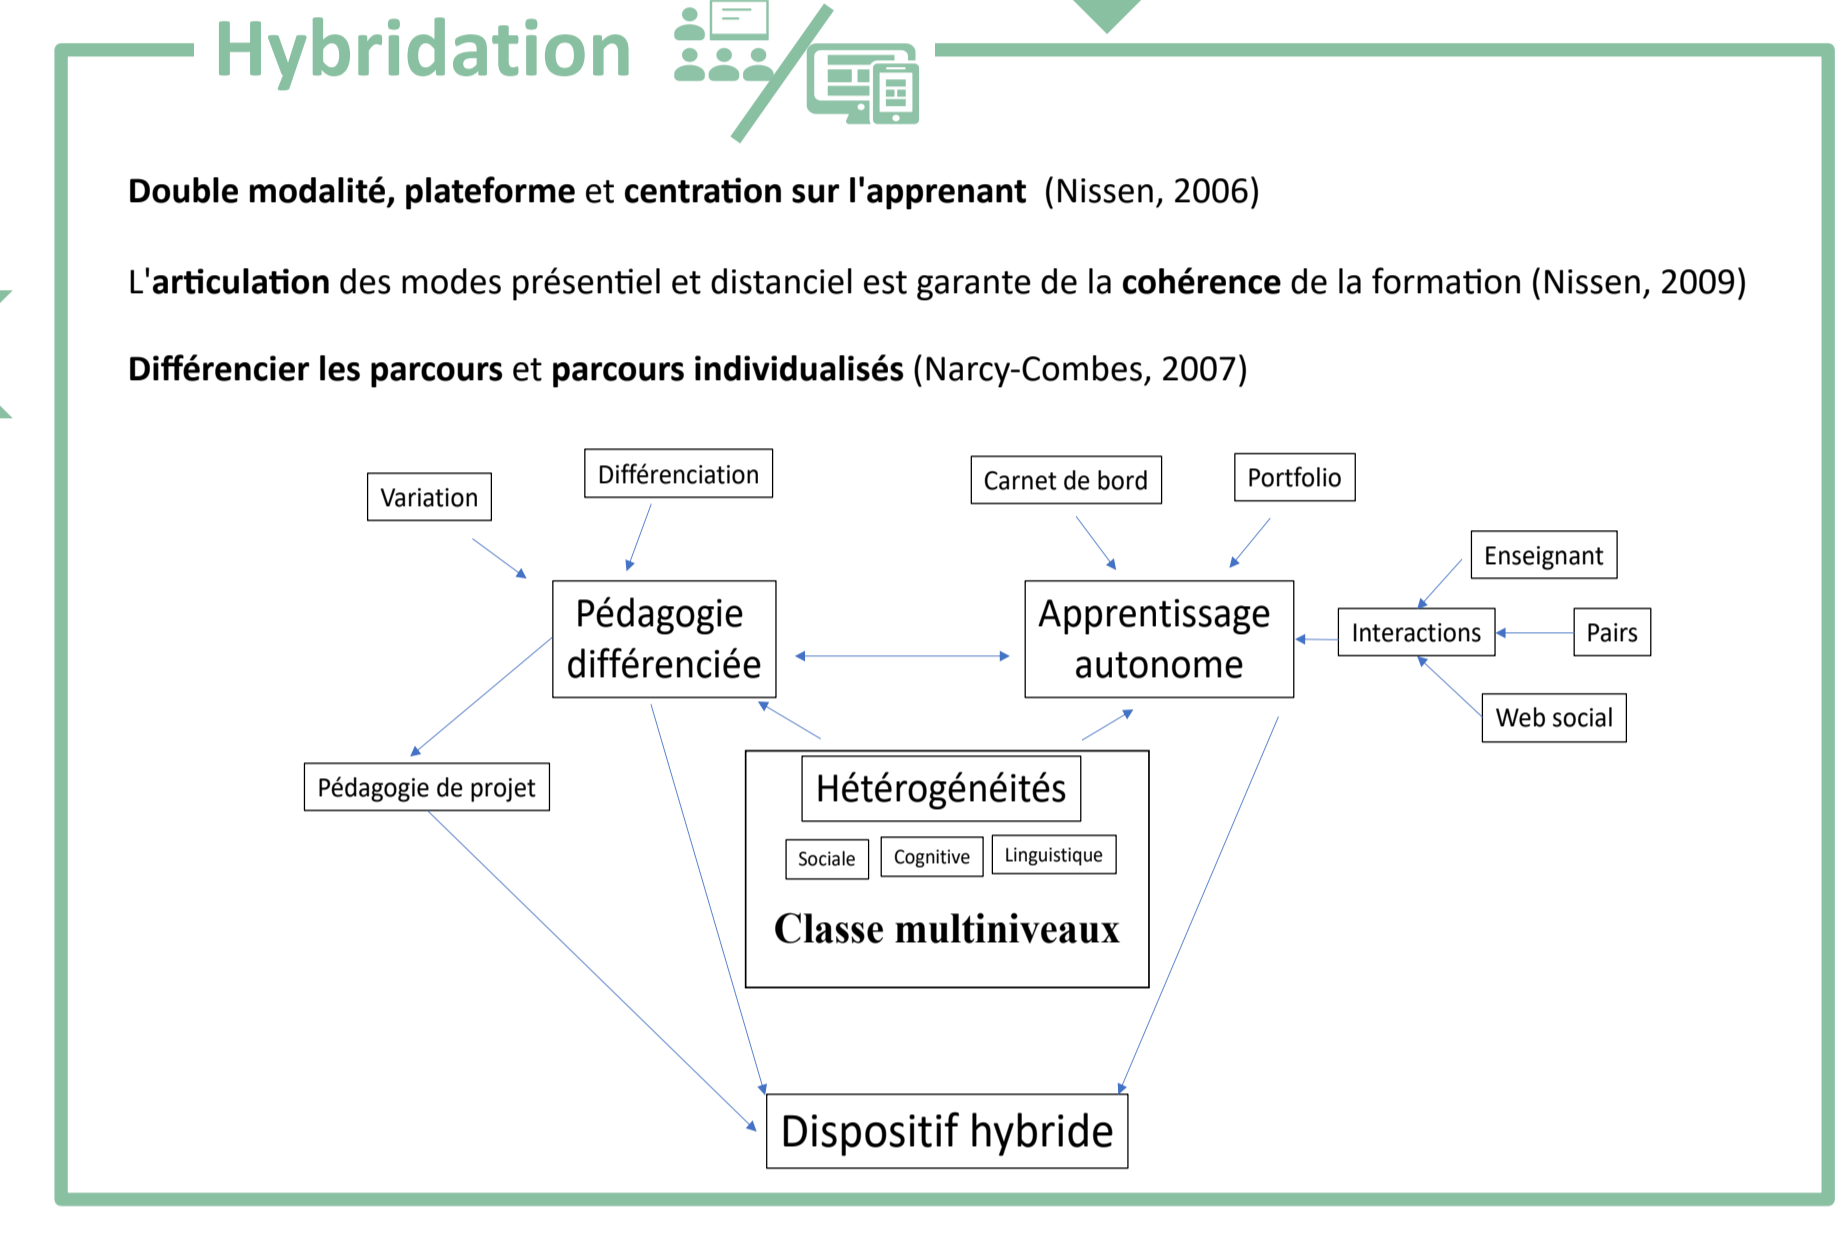 Hybridation
Double modalité, plateforme et centration sur l'apprenant (Nissen, 2006)
L'articulation des modes présentiel et distanciel est garante de la cohérence de la formation (Nissen, 2009)
Différencier les parcours et parcours individualisés (Narcy-Combes, 2007)
Variation
Différenciation
Carnet de bord
Portfolio
Enseignant
Pédagogie
différenciée
Apprentissage
autonome
Interactions
Pairs
Web social
Pédagogie de projet
Hétérogénéités
Sociale
Cognitive
Linguistique
Classe multiniveaux
Dispositif hybride